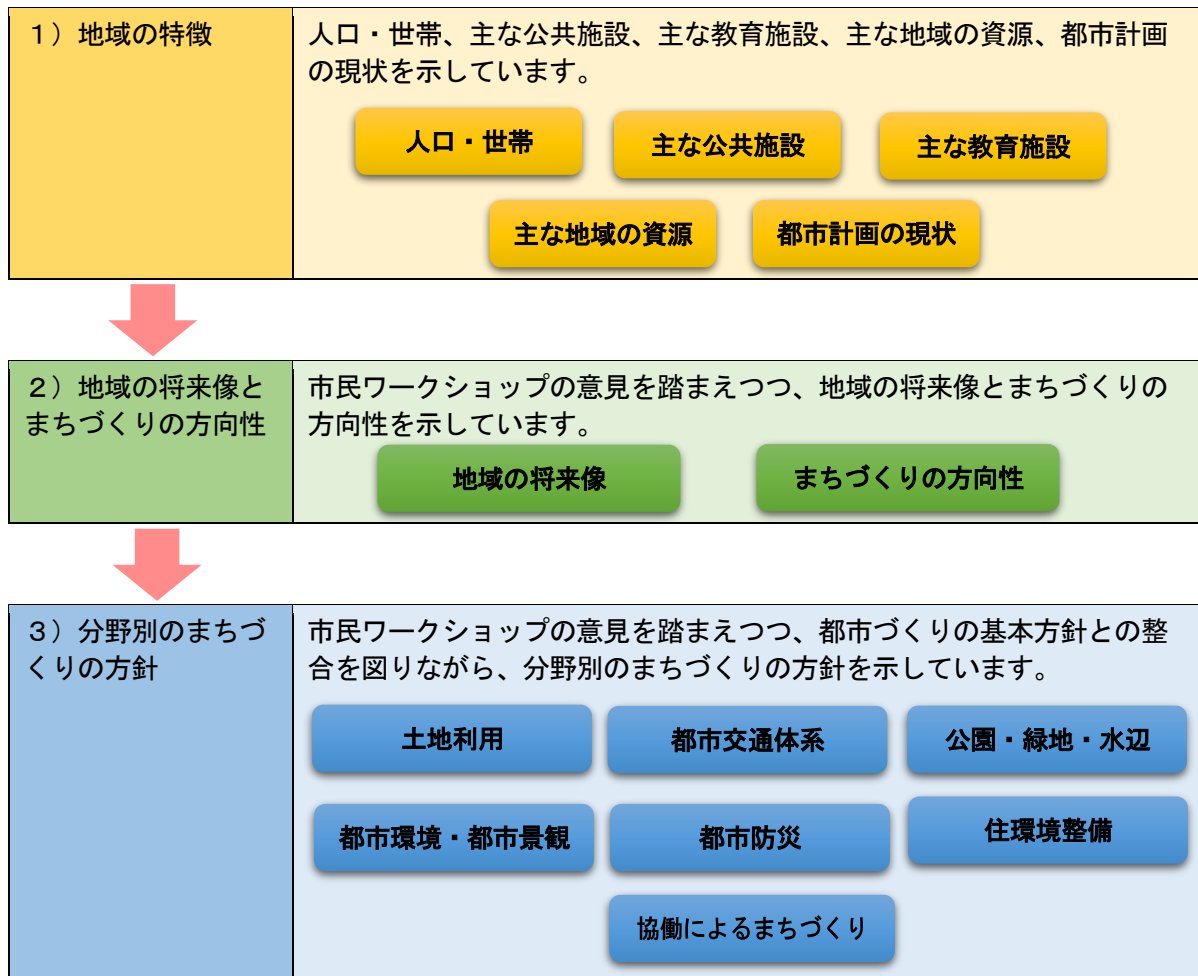 １）地域の特徴
人口・世帯、主な公共施設、主な教育施設、主な地域の資源、都市計画
の現状を示しています。
人口・世帯
主な公共施設
主な教育施設
主な地域の資源
都市計画の現状
２）地域の将来像と
まちづくりの方向性
市民ワークショップの意見を踏まえつつ、地域の将来像とまちづくりの
方向性を示しています。
地域の将来像
まちづくりの方向性
３）分野別のまちづ
くりの方針
市民ワークショップの意見を踏まえつつ、都市づくりの基本方針との整
合を図りながら、分野別のまちづくりの方針を示しています。
土地利用
都市交通体系
公園・緑地・水辺
都市環境・都市景観
都市防災
住環境整備
協働によるまちづくり